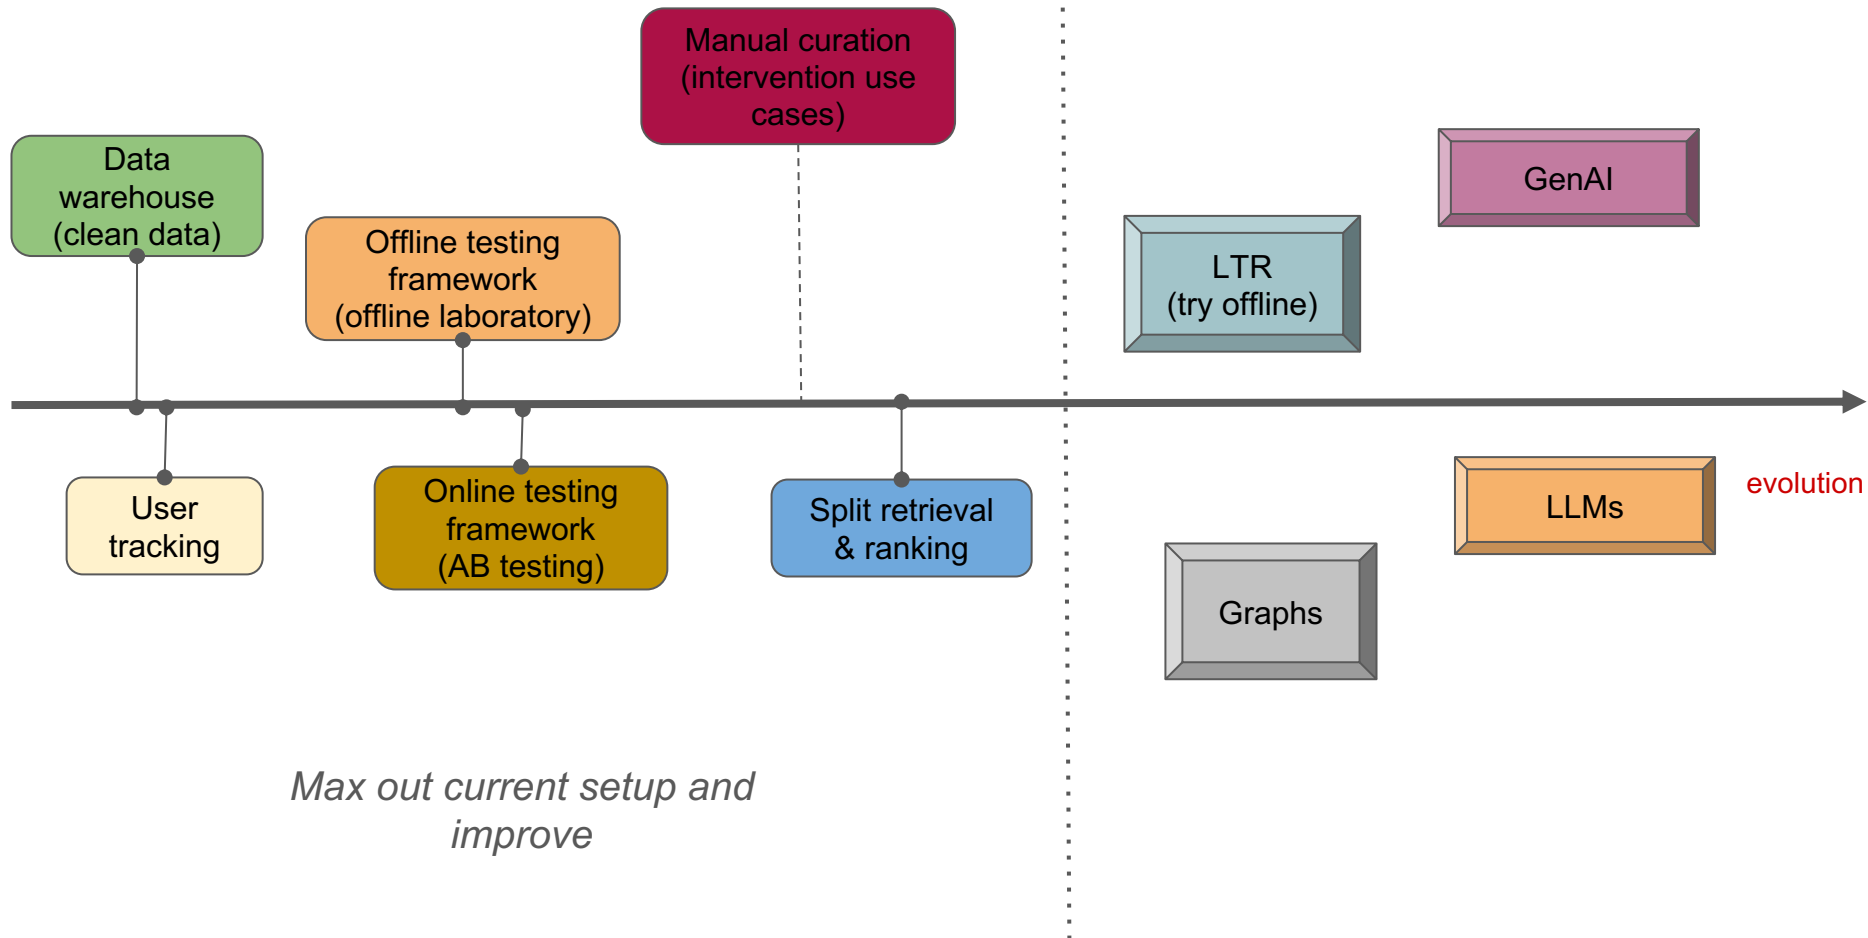 Manual curation
(intervention use
cases)
Data
warehouse
(clean data)
GenAI
Offline testing
framework
(offline laboratory)
LTR
(try offline)
User
tracking
Online testing
framework
(AB testing)
Split retrieval
& ranking
LLMs
evolution
Graphs
Max out current setup and
improve